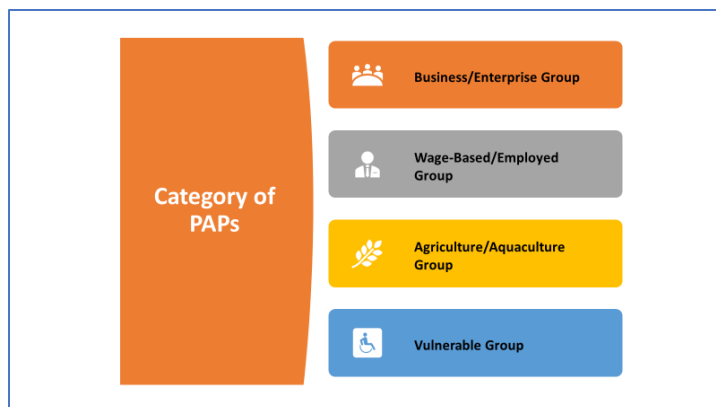 Category of
PAPs
Business/Enterprise Group
Wage-Based/Employed
Group
Agriculture/Aquaculture
Group
Vulnerable Group